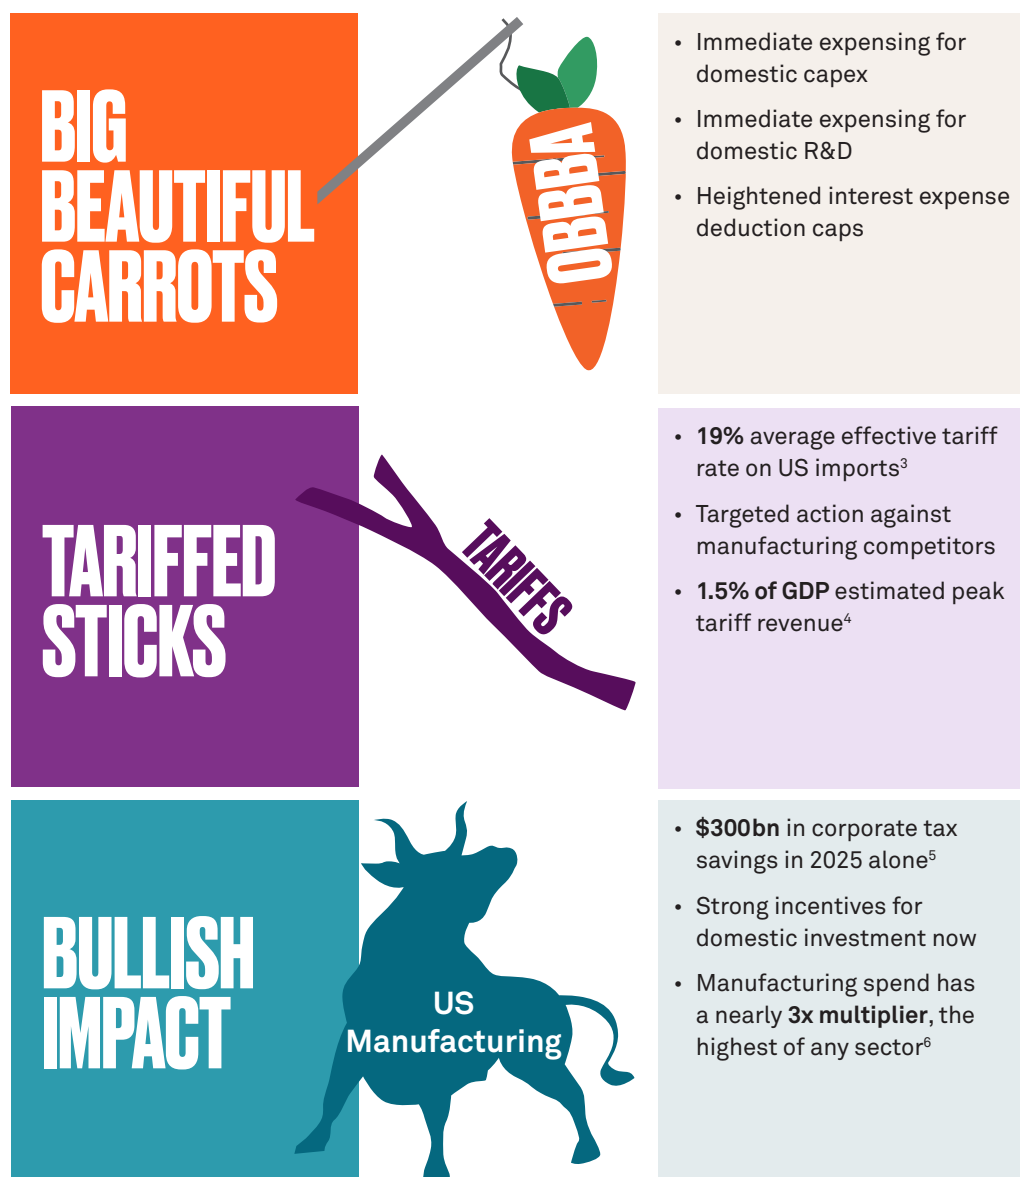 BIG
BEAUTIFUL
CARROTS
OBBBA
• Immediate expensing for
domestic capex
• Immediate expensing for
domestic R&D
• Heightened interest expense
deduction caps
TARIFFED
STICKS
TARIFFS
• 19% average effective tariff
rate on US imports³
• Targeted action against
manufacturing competitors
• 1.5% of GDP estimated peak
tariff revenue⁴
BULLISH
IMPACT
US
Manufacturing
• $300bn in corporate tax
savings in 2025 alone⁵
• Strong incentives for
domestic investment now
• Manufacturing spend has
a nearly 3x multiplier, the
highest of any sector⁶